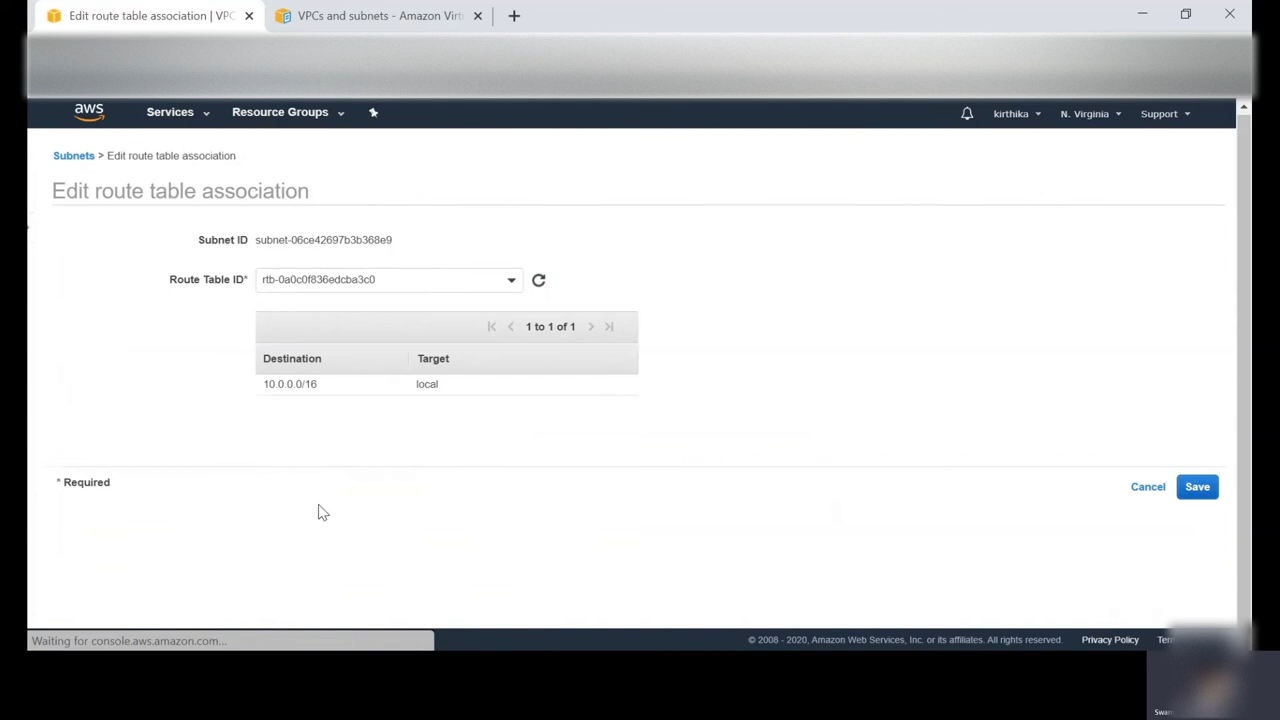 Edit route table association | VPC
VPCs and subnets - Amazon Virtu
aws
Services
Resource Groups
kirthika
N. Virginia
Support
Subnets > Edit route table association
Edit route table association
Subnet ID subnet-06ce42697b3b368e9
Route Table ID* rtb-0a0c0f836edcba3c0
1 to 1 of 1
Destination Target
10.0.0.0/16 local
* Required
Cancel Save
Waiting for console.aws.amazon.com...
© 2008 - 2020, Amazon Web Services, Inc. or its affiliates. All rights reserved. Privacy Policy